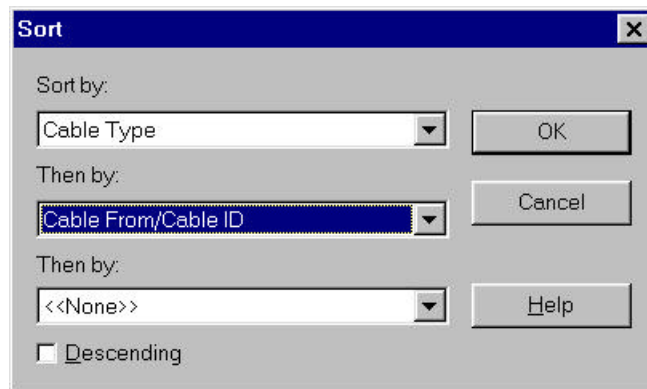 Sort
Sort by:
Cable Type
OK
Then by:
Cable From/Cable ID
Cancel
Then by:
<<None>>
Help
Descending